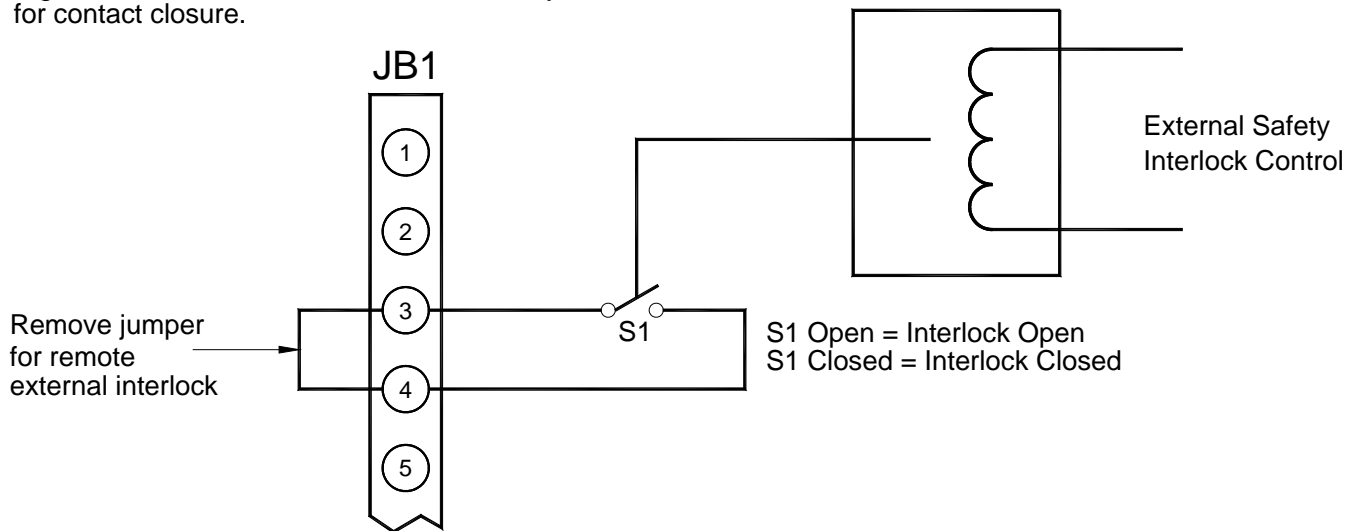 for contact closure.
JB1
1
2
3
4
5
Remove jumper
for remote
external interlock
S1
S1 Open = Interlock Open
S1 Closed = Interlock Closed
External Safety
Interlock Control